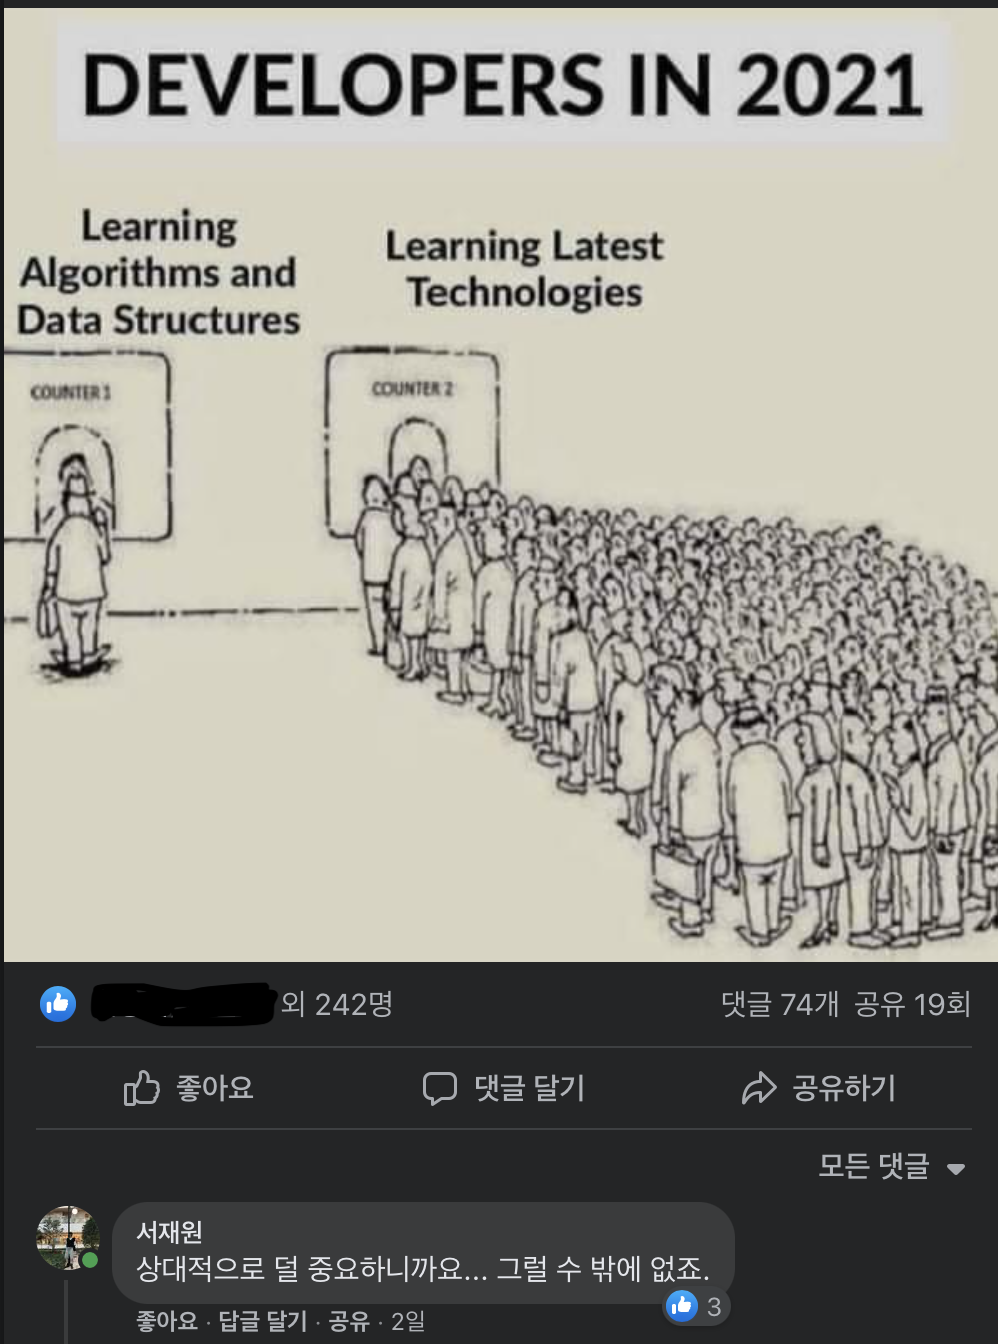 DEVELOPERS IN 2021
Learning
Algorithms and
Data Structures
Learning Latest
Technologies
COUNTER 1
COUNTER 2
외 242명
댓글 74개 공유 19회
좋아요
댓글 달기
공유하기
모든 댓글
서재원
상대적으로 덜 중요하니까요... 그럴 수 밖에 없죠.
3
좋아요 · 답글 달기 · 공유 · 2일